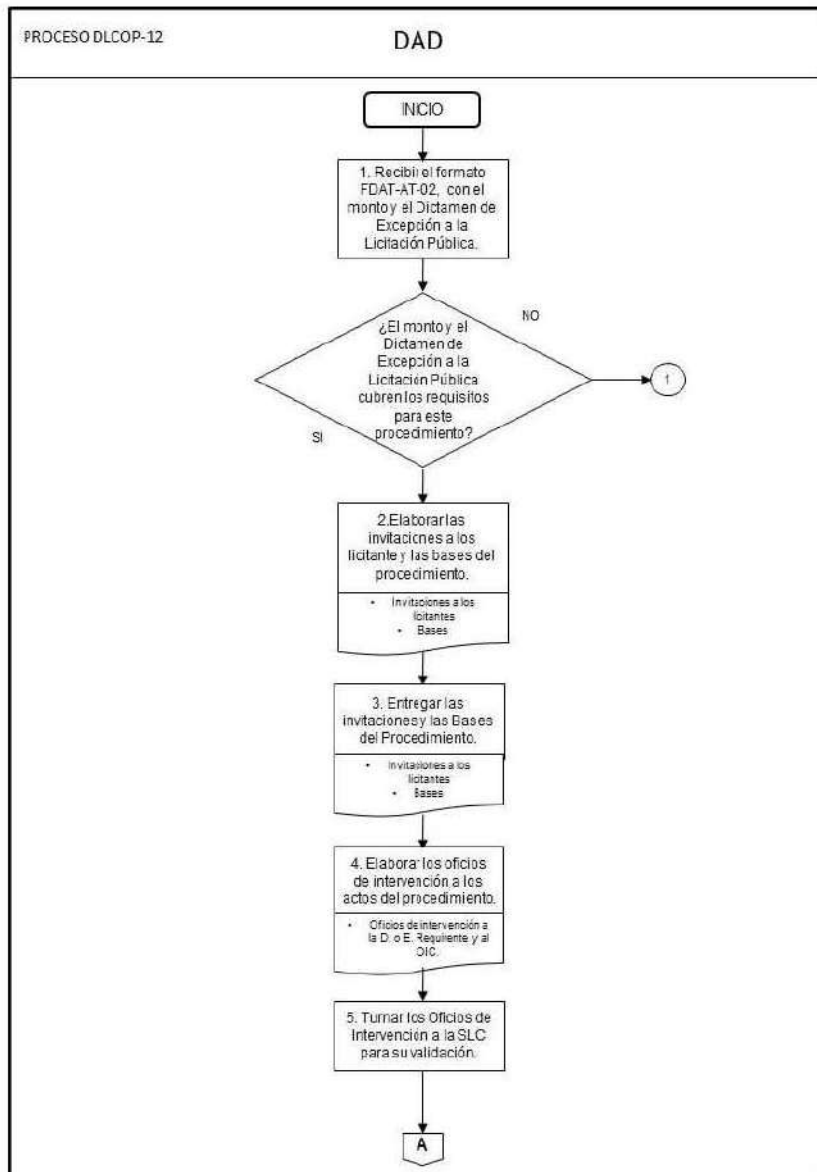 PROCESO DLCOP-12
DAD
INICIO
1. Recibir el formato
FDAT-AT-02, con el
monto y el Dictamen de
Excepción a la
Licitación Pública.
¿El monto y el
Dictamen de
Excepción a la
Licitación Pública
cubren los requisitos
para este
procedimiento?
NO
1
SI
2.Elaborar las
invitaciones a los
licitante y las bases del
procedimiento.
• Invitaciones a los
licitantes
• Bases
3. Entregar las
invitaciones y las Bases
del Procedimiento.
• Invitaciones a los
licitantes
• Bases
4. Elaborar los oficios
de intervención a los
actos del procedimiento.
• Oficios de intervención a
la D. o E. Requirente y al
OIC.
5. Turnar los Oficios de
Intervención a la SLC
para su validación.
A